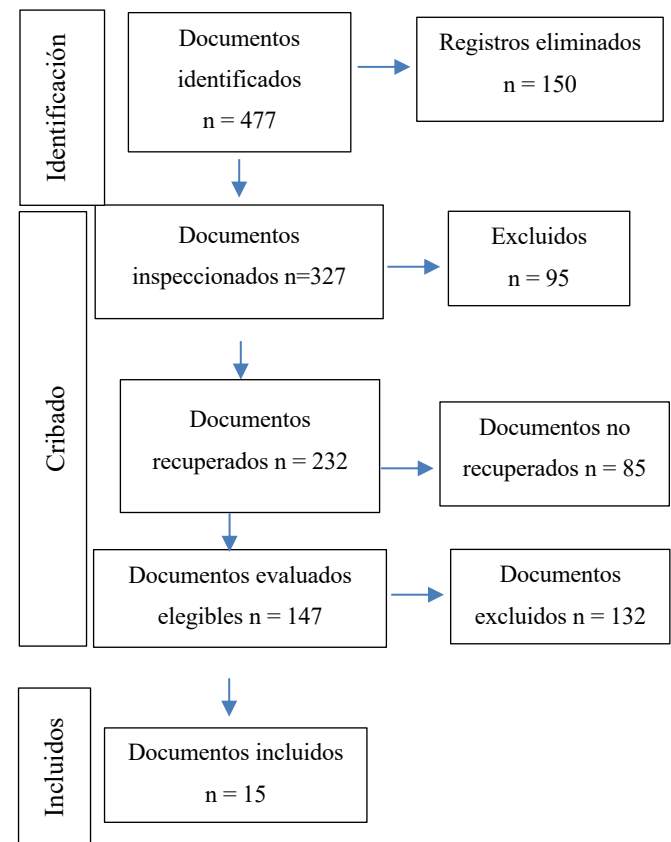 Identificación
Documentos
identificados
n = 477
Registros eliminados
n = 150
Cribado
Documentos
inspeccionados n=327
Excluidos
n = 95
Documentos
recuperados n = 232
Documentos no
recuperados n = 85
Documentos evaluados
elegibles n = 147
Documentos
excluidos n = 132
Incluidos
Documentos incluidos
n = 15